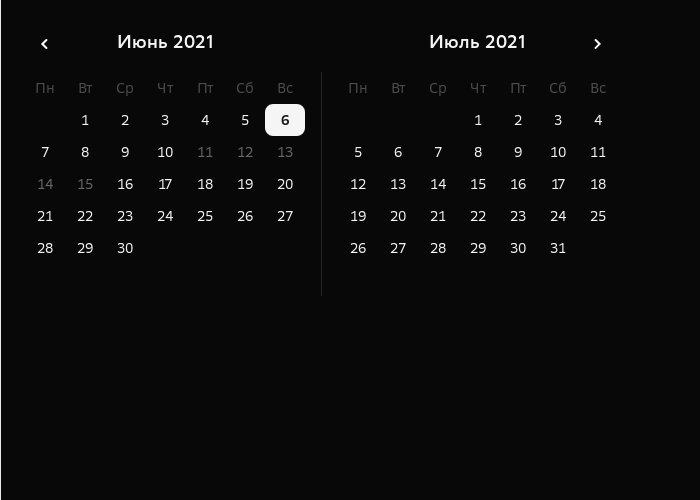 Июнь 2021
Пн Вт Ср Чт Пт Сб Вс
1 2 3 4 5 6
7 8 9 10 11 12 13
14 15 16 17 18 19 20
21 22 23 24 25 26 27
28 29 30
Июль 2021
Пн Вт Ср Чт Пт Сб Вс
1 2 3 4
5 6 7 8 9 10 11
12 13 14 15 16 17 18
19 20 21 22 23 24 25
26 27 28 29 30 31